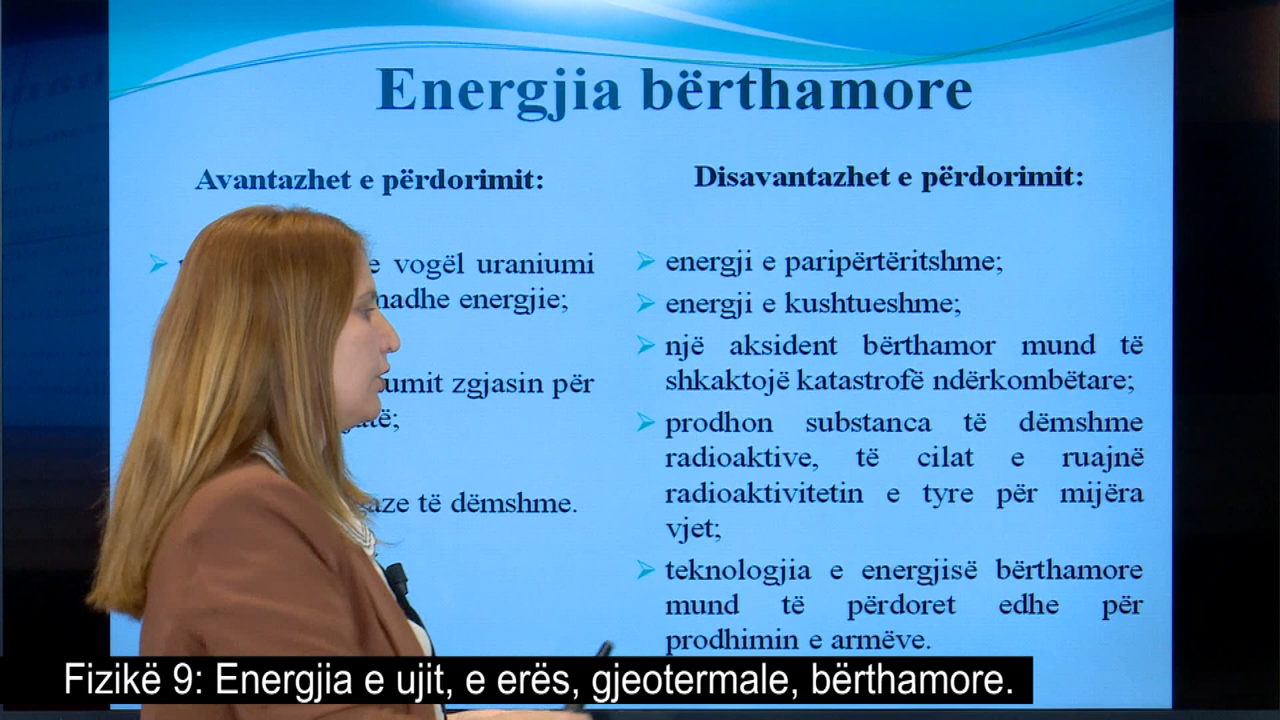 Energjia bërthamore
Avantazhet e përdorimit:
e vogël uraniumi
madhe energjie;
zgjasin për
të dëmshme.
Disavantazhet e përdorimit:
energji e paripërtëritshme;
energji e kushtueshme;
një aksident bërthamor mund të
shkaktojë katastrofë ndërkombëtare;
prodhon substanca të dëmshme
radioaktive, të cilat e ruajnë
radioaktivitetin e tyre për mijëra
vjet;
teknologjia e energjisë bërthamore
mund të përdoret edhe për
prodhimin e armëve.
Fizikë 9: Energjia e ujit, e erës, gjeotermale, bërthamore.